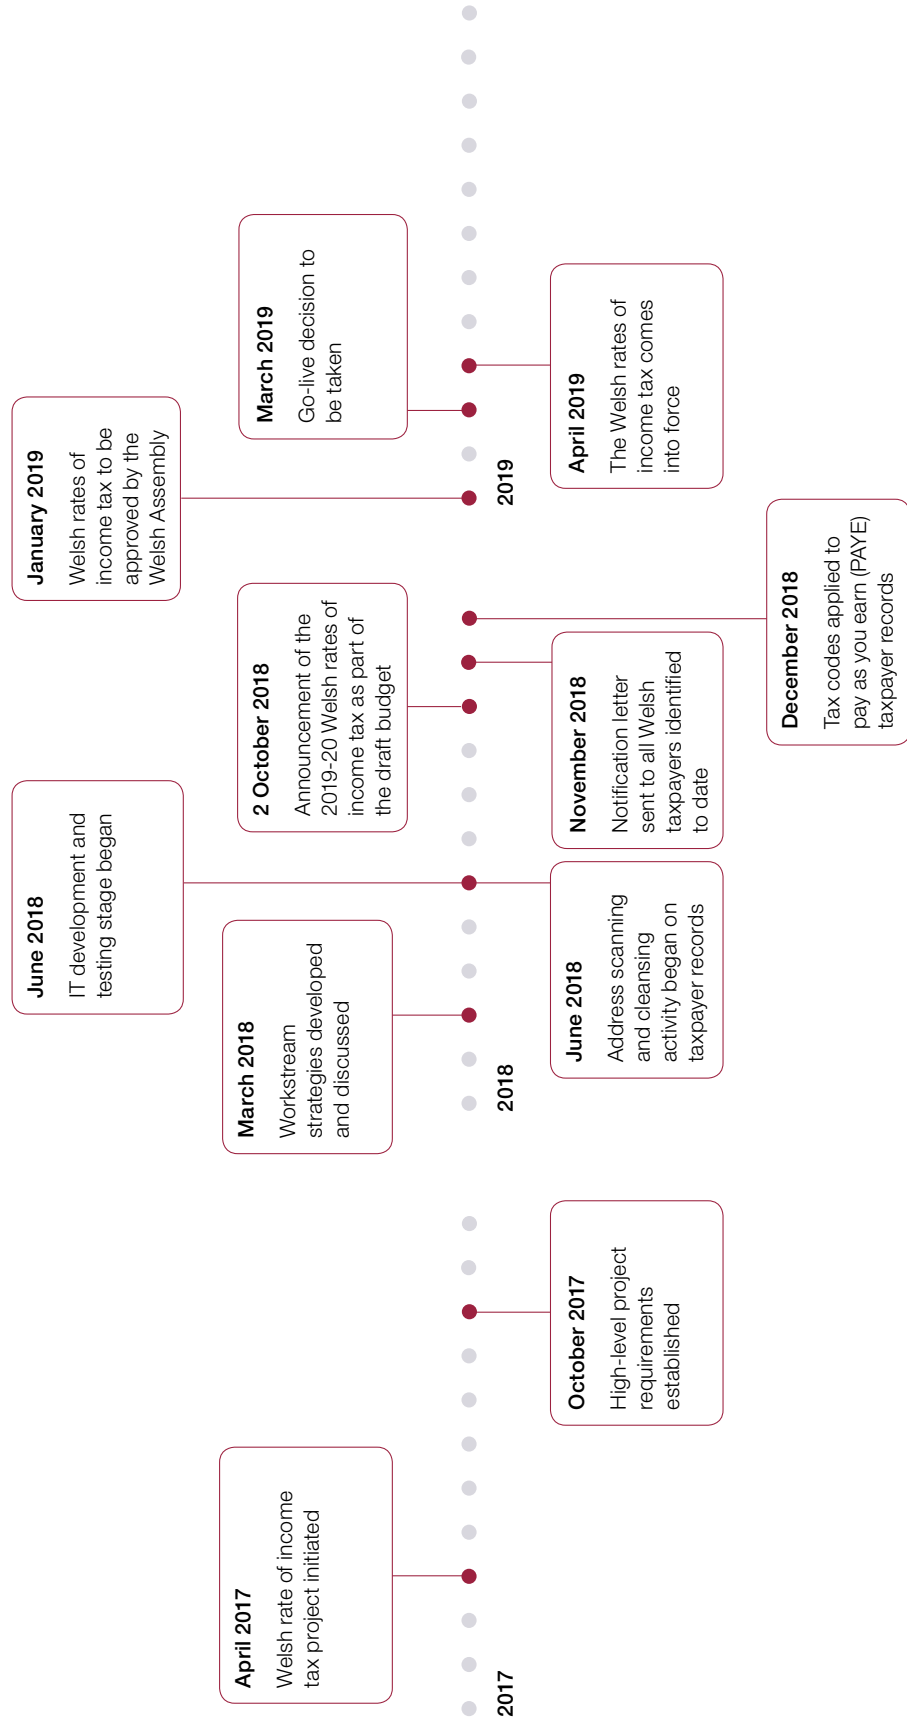 April 2017
Welsh rate of income
tax project initiated
October 2017
High-level project
requirements
established
March 2018
Workstream
strategies developed
and discussed
June 2018
IT development and
testing stage began
June 2018
Address scanning
and cleansing
activity began on
taxpayer records
2 October 2018
Announcement of the
2019-20 Welsh rates of
income tax as part of
the draft budget
November 2018
Notification letter
sent to all Welsh
taxpayers identified
to date
December 2018
Tax codes applied to
pay as you earn (PAYE)
taxpayer records
January 2019
Welsh rates of
income tax to be
approved by the
Welsh Assembly
March 2019
Go-live decision to
be taken
April 2019
The Welsh rates of
income tax comes
into force
2017
2018
2019